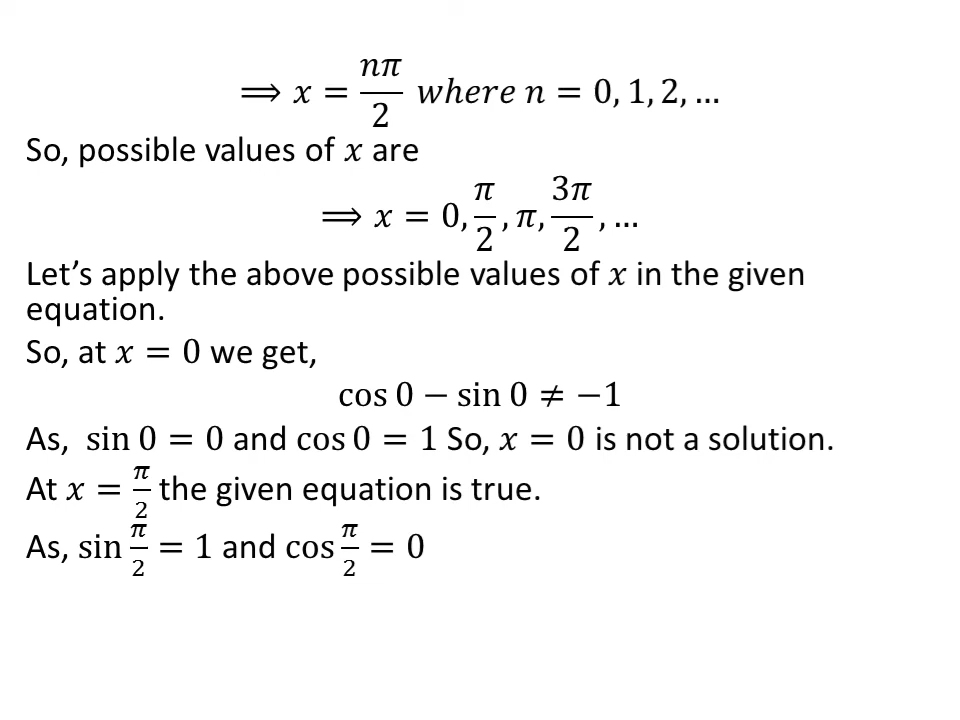 ⟹ 𝑥 = 𝑛𝜋/2 𝑤ℎ𝑒𝑟𝑒 𝑛 = 0, 1, 2, …
So, possible values of 𝑥 are
⟹ 𝑥 = 0, 𝜋/2, 𝜋, 3𝜋/2, …
Let’s apply the above possible values of 𝑥 in the given
equation.
So, at 𝑥 = 0 we get,
cos 0 − sin 0 ≠ −1
As, sin 0 = 0 and cos 0 = 1 So, 𝑥 = 0 is not a solution.
At 𝑥 = 𝜋/2 the given equation is true.
As, sin 𝜋/2 = 1 and cos 𝜋/2 = 0